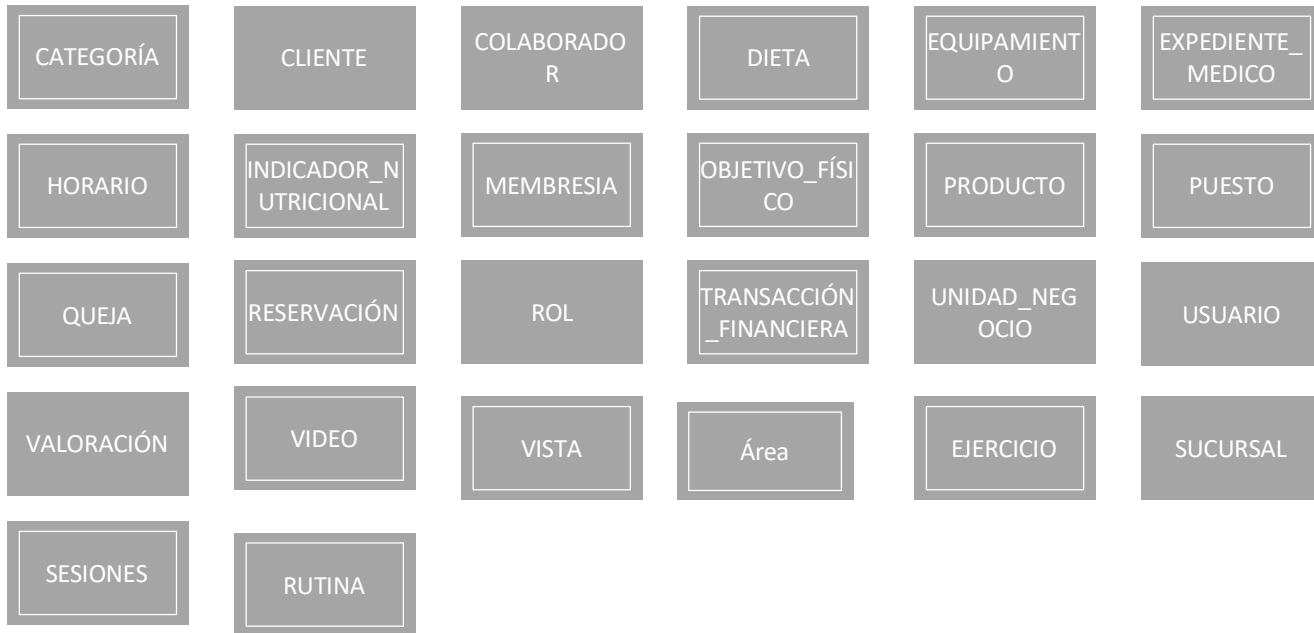 CATEGORÍA
CLIENTE
COLABORADO
R
DIETA
EQUIPAMIENT
O
EXPEDIENTE_
MEDICO
HORARIO
INDICADOR_N
UTRICIONAL
MEMBRESIA
OBJETIVO_FÍSI
CO
PRODUCTO
PUESTO
QUEJA
RESERVACIÓN
ROL
TRANSACCIÓN
_FINANCIERA
UNIDAD_NEG
OCIO
USUARIO
VALORACIÓN
VIDEO
VISTA
Área
EJERCICIO
SUCURSAL
SESIONES
RUTINA